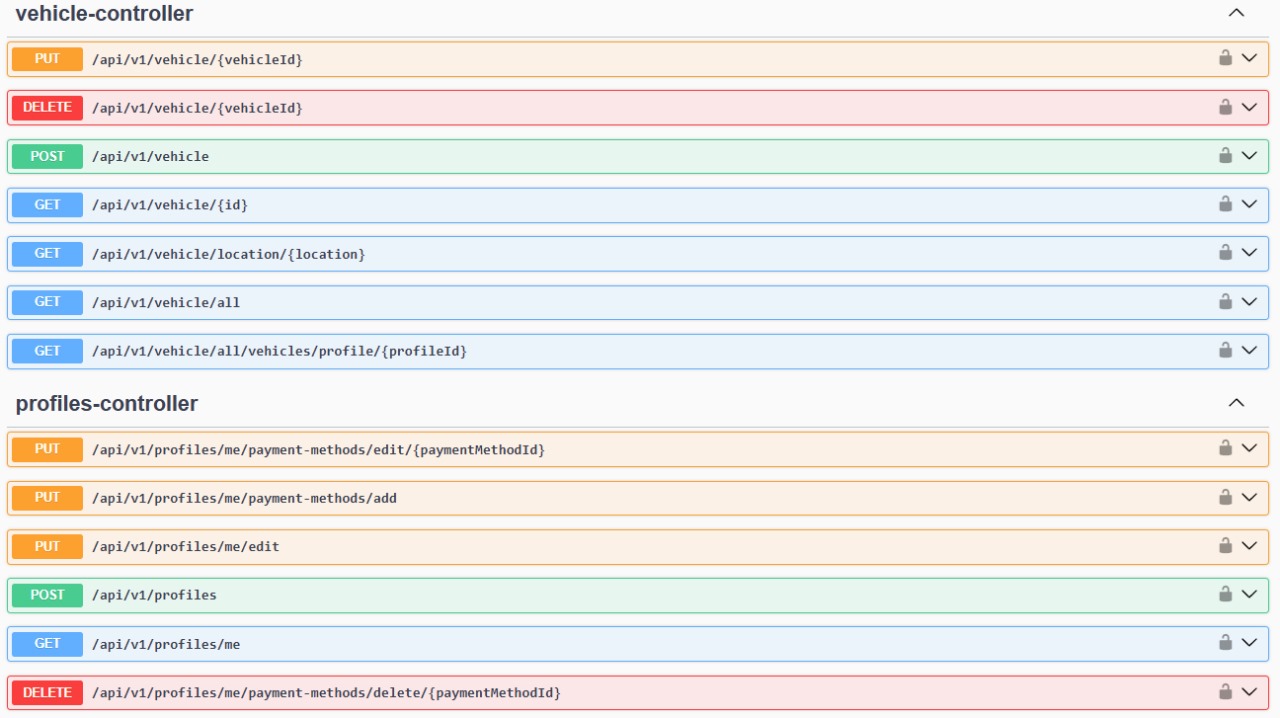 vehicle-controller
PUT /api/v1/vehicle/{vehicleId}
DELETE /api/v1/vehicle/{vehicleId}
POST /api/v1/vehicle
GET /api/v1/vehicle/{id}
GET /api/v1/vehicle/location/{location}
GET /api/v1/vehicle/all
GET /api/v1/vehicle/all/vehicles/profile/{profileId}
profiles-controller
PUT /api/v1/profiles/me/payment-methods/edit/{paymentMethodId}
PUT /api/v1/profiles/me/payment-methods/add
PUT /api/v1/profiles/me/edit
POST /api/v1/profiles
GET /api/v1/profiles/me
DELETE /api/v1/profiles/me/payment-methods/delete/{paymentMethodId}